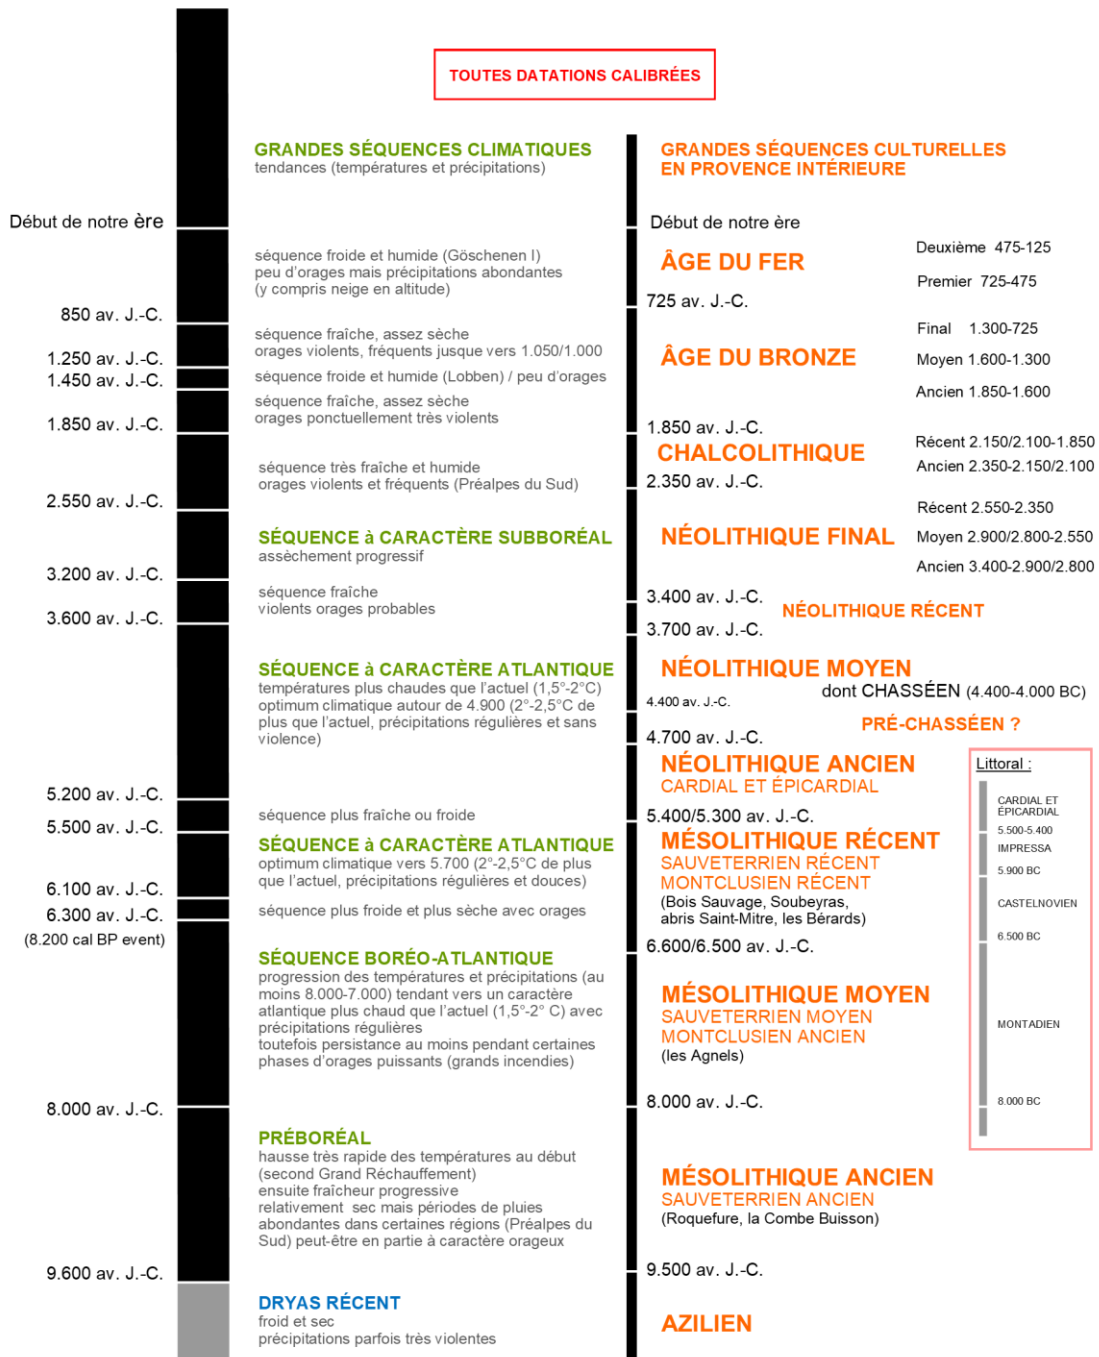 TOUTES DATATIONS CALIBRÉES
GRANDES SÉQUENCES CLIMATIQUES
tendances (températures et précipitations)
Début de notre ère
séquence froide et humide (Göschenen I)
peu d'orages mais précipitations abondantes
(y compris neige en altitude)
850 av. J.-C.
séquence fraîche, assez sèche
orages violents, fréquents jusque vers 1.050/1.000
1.250 av. J.-C.
séquence froide et humide (Lobben) / peu d'orages
1.450 av. J.-C.
séquence fraîche, assez sèche
orages ponctuellement très violents
1.850 av. J.-C.
séquence très fraîche et humide
orages violents et fréquents (Préalpes du Sud)
2.550 av. J.-C.
SÉQUENCE à CARACTÈRE SUBBORÉAL
assèchement progressif
3.200 av. J.-C.
séquence fraîche
violents orages probables
3.600 av. J.-C.
SÉQUENCE à CARACTÈRE ATLANTIQUE
températures plus chaudes que l'actuel (1,5°-2°C)
optimum climatique autour de 4.900 (2°-2,5°C de
plus que l'actuel, précipitations régulières et sans
violence)
5.200 av. J.-C.
séquence plus fraîche ou froide
5.500 av. J.-C.
SÉQUENCE à CARACTÈRE ATLANTIQUE
optimum climatique vers 5.700 (2°-2,5°C de plus
que l'actuel, précipitations régulières et douces)
6.100 av. J.-C.
séquence plus froide et plus sèche avec orages
6.300 av. J.-C.
(8.200 cal BP event)
SÉQUENCE BORÉO-ATLANTIQUE
progression des températures et précipitations (au
moins 8.000-7.000) tendant vers un caractère
atlantique plus chaud que l'actuel (1,5°-2° C) avec
précipitations régulières
toutefois persistance au moins pendant certaines
phases d'orages puissants (grands incendies)
8.000 av. J.-C.
PRÉBORÉAL
hausse très rapide des températures au début
(second Grand Réchauffement)
ensuite fraîcheur progressive
relativement sec mais périodes de pluies
abondantes dans certaines régions (Préalpes du
Sud) peut-être en partie à caractère orageux
9.600 av. J.-C.
DRYAS RÉCENT
froid et sec
précipitations parfois très violentes
GRANDES SÉQUENCES CULTURELLES
EN PROVENCE INTÉRIEURE
Début de notre ère
ÂGE DU FER
Deuxième 475-125
Premier 725-475
725 av. J.-C.
ÂGE DU BRONZE
Final 1.300-725
Moyen 1.600-1.300
Ancien 1.850-1.600
1.850 av. J.-C.
CHALCOLITHIQUE
Récent 2.150/2.100-1.850
Ancien 2.350-2.150/2.100
2.350 av. J.-C.
NÉOLITHIQUE FINAL
Récent 2.550-2.350
Moyen 2.900/2.800-2.550
Ancien 3.400-2.900/2.800
3.400 av. J.-C.
NÉOLITHIQUE RÉCENT
3.700 av. J.-C.
NÉOLITHIQUE MOYEN
dont CHASSÉEN (4.400-4.000 BC)
4.400 av. J.-C.
PRÉ-CHASSÉEN ?
4.700 av. J.-C.
NÉOLITHIQUE ANCIEN
CARDIAL ET ÉPICARDIAL
5.400/5.300 av. J.-C.
MÉSOLITHIQUE RÉCENT
SAUVETERRIEN RÉCENT
MONTCLUSIEN RÉCENT
(Bois Sauvage, Soubeyras,
abris Saint-Mitre, les Bérards)
6.600/6.500 av. J.-C.
MÉSOLITHIQUE MOYEN
SAUVETERRIEN MOYEN
MONTCLUSIEN ANCIEN
(les Agnels)
8.000 av. J.-C.
MÉSOLITHIQUE ANCIEN
SAUVETERRIEN ANCIEN
(Roquefure, la Combe Buisson)
9.500 av. J.-C.
AZILIEN
Littoral :
CARDIAL ET
ÉPICARDIAL
5.500-5.400
IMPRESSA
5.900 BC
CASTELNOVIEN
6.500 BC
MONTADIEN
8.000 BC